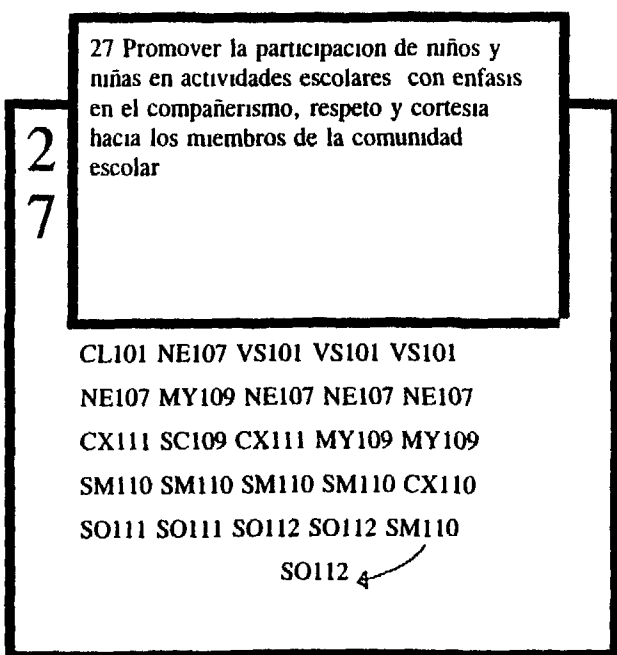 27 Promover la participacion de niños y
niñas en actividades escolares con enfasis
en el compañerismo, respeto y cortesia
hacia los miembros de la comunidad
escolar
2
7
CL101 NE107 VS101 VS101 VS101
NE107 MY109 NE107 NE107 NE107
CX111 SC109 CX111 MY109 MY109
SM110 SM110 SM110 SM110 CX110
SO111 SO111 SO112 SO112 SM110
SO112